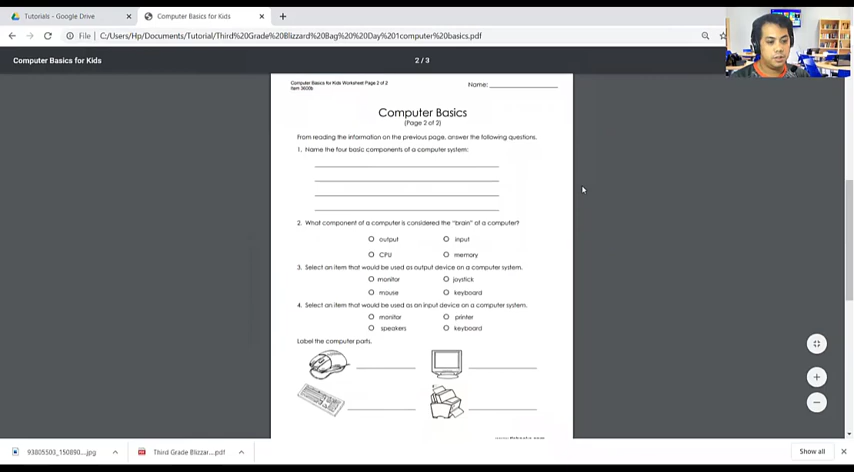 Tutorials - Google Drive
Computer Basics for Kids
File | C:/Users/Hp/Documents/Tutorial/Third%20Grade%20Blizzard%20Bag%20%20Day%201computer%20basics.pdf
Computer Basics for Kids
2 / 3
Computer Basics for Kids Worksheet Page 2 of 2
Item 3600b
Name:
Computer Basics
(Page 2 of 2)
From reading the information on the previous page, answer the following questions.
1. Name the four basic components of a computer system:
2. What component of a computer is considered the "brain" of a computer?
output
input
CPU
memory
3. Select an item that would be used as output device on a computer system.
monitor
joystick
mouse
keyboard
4. Select an item that would be used as an input device on a computer system.
monitor
printer
speakers
keyboard
Label the computer parts.
93805503_150890....jpg
Third Grade Blizzar....pdf
Show all